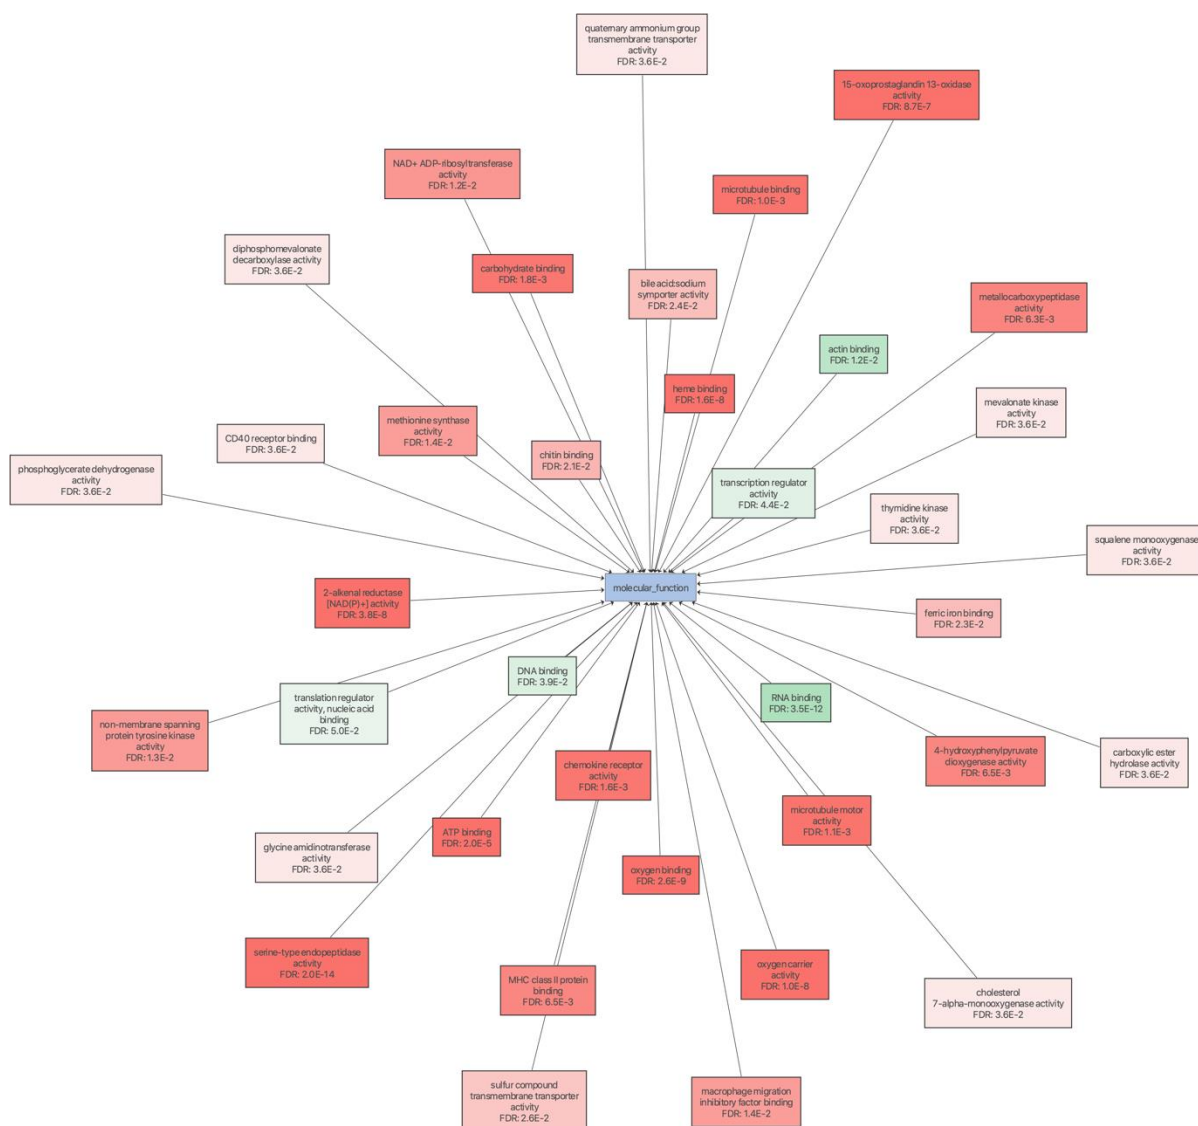 quaternary ammonium group
transmembrane transporter
activity
FDR: 3.6E-2
15-oxoprostaglandin 13-oxidase
activity
FDR: 8.7E-7
NAD+ ADP-ribosyltransferase
activity
FDR: 1.2E-2
microtubule binding
FDR: 1.0E-3
diphosphomevalonate
decarboxylase activity
FDR: 3.6E-2
carbohydrate binding
FDR: 1.8E-3
bile acid:sodium
symporter activity
FDR: 2.4E-2
metallocarboxypeptidase
activity
FDR: 6.3E-3
actin binding
FDR: 1.2E-2
heme binding
FDR: 1.6E-8
mevalonate kinase
activity
FDR: 3.6E-2
methionine synthase
activity
FDR: 1.4E-2
CD40 receptor binding
FDR: 3.6E-2
chitin binding
FDR: 2.1E-2
phosphoglycerate dehydrogenase
activity
FDR: 3.6E-2
transcription regulator
activity
FDR: 4.4E-2
thymidine kinase
activity
FDR: 3.6E-2
squalene monooxygenase
activity
FDR: 3.6E-2
molecular_function
2-alkenal reductase
[NAD(P)+] activity
FDR: 3.8E-8
ferric iron binding
FDR: 2.3E-2
DNA binding
FDR: 3.9E-2
translation regulator
activity, nucleic acid
binding
FDR: 5.0E-2
RNA binding
FDR: 3.5E-12
non-membrane spanning
protein tyrosine kinase
activity
FDR: 1.3E-2
chemokine receptor
activity
FDR: 1.6E-3
4-hydroxyphenylpyruvate
dioxygenase activity
FDR: 6.5E-3
carboxylic ester
hydrolase activity
FDR: 3.6E-2
microtubule motor
activity
FDR: 1.1E-3
ATP binding
FDR: 2.0E-5
glycine amidinotransferase
activity
FDR: 3.6E-2
oxygen binding
FDR: 2.6E-9
serine-type endopeptidase
activity
FDR: 2.0E-14
MHC class II protein
binding
FDR: 6.5E-3
oxygen carrier
activity
FDR: 1.0E-8
cholesterol
7-alpha-monooxygenase activity
FDR: 3.6E-2
sulfur compound
transmembrane transporter
activity
FDR: 2.6E-2
macrophage migration
inhibitory factor binding
FDR: 1.4E-2